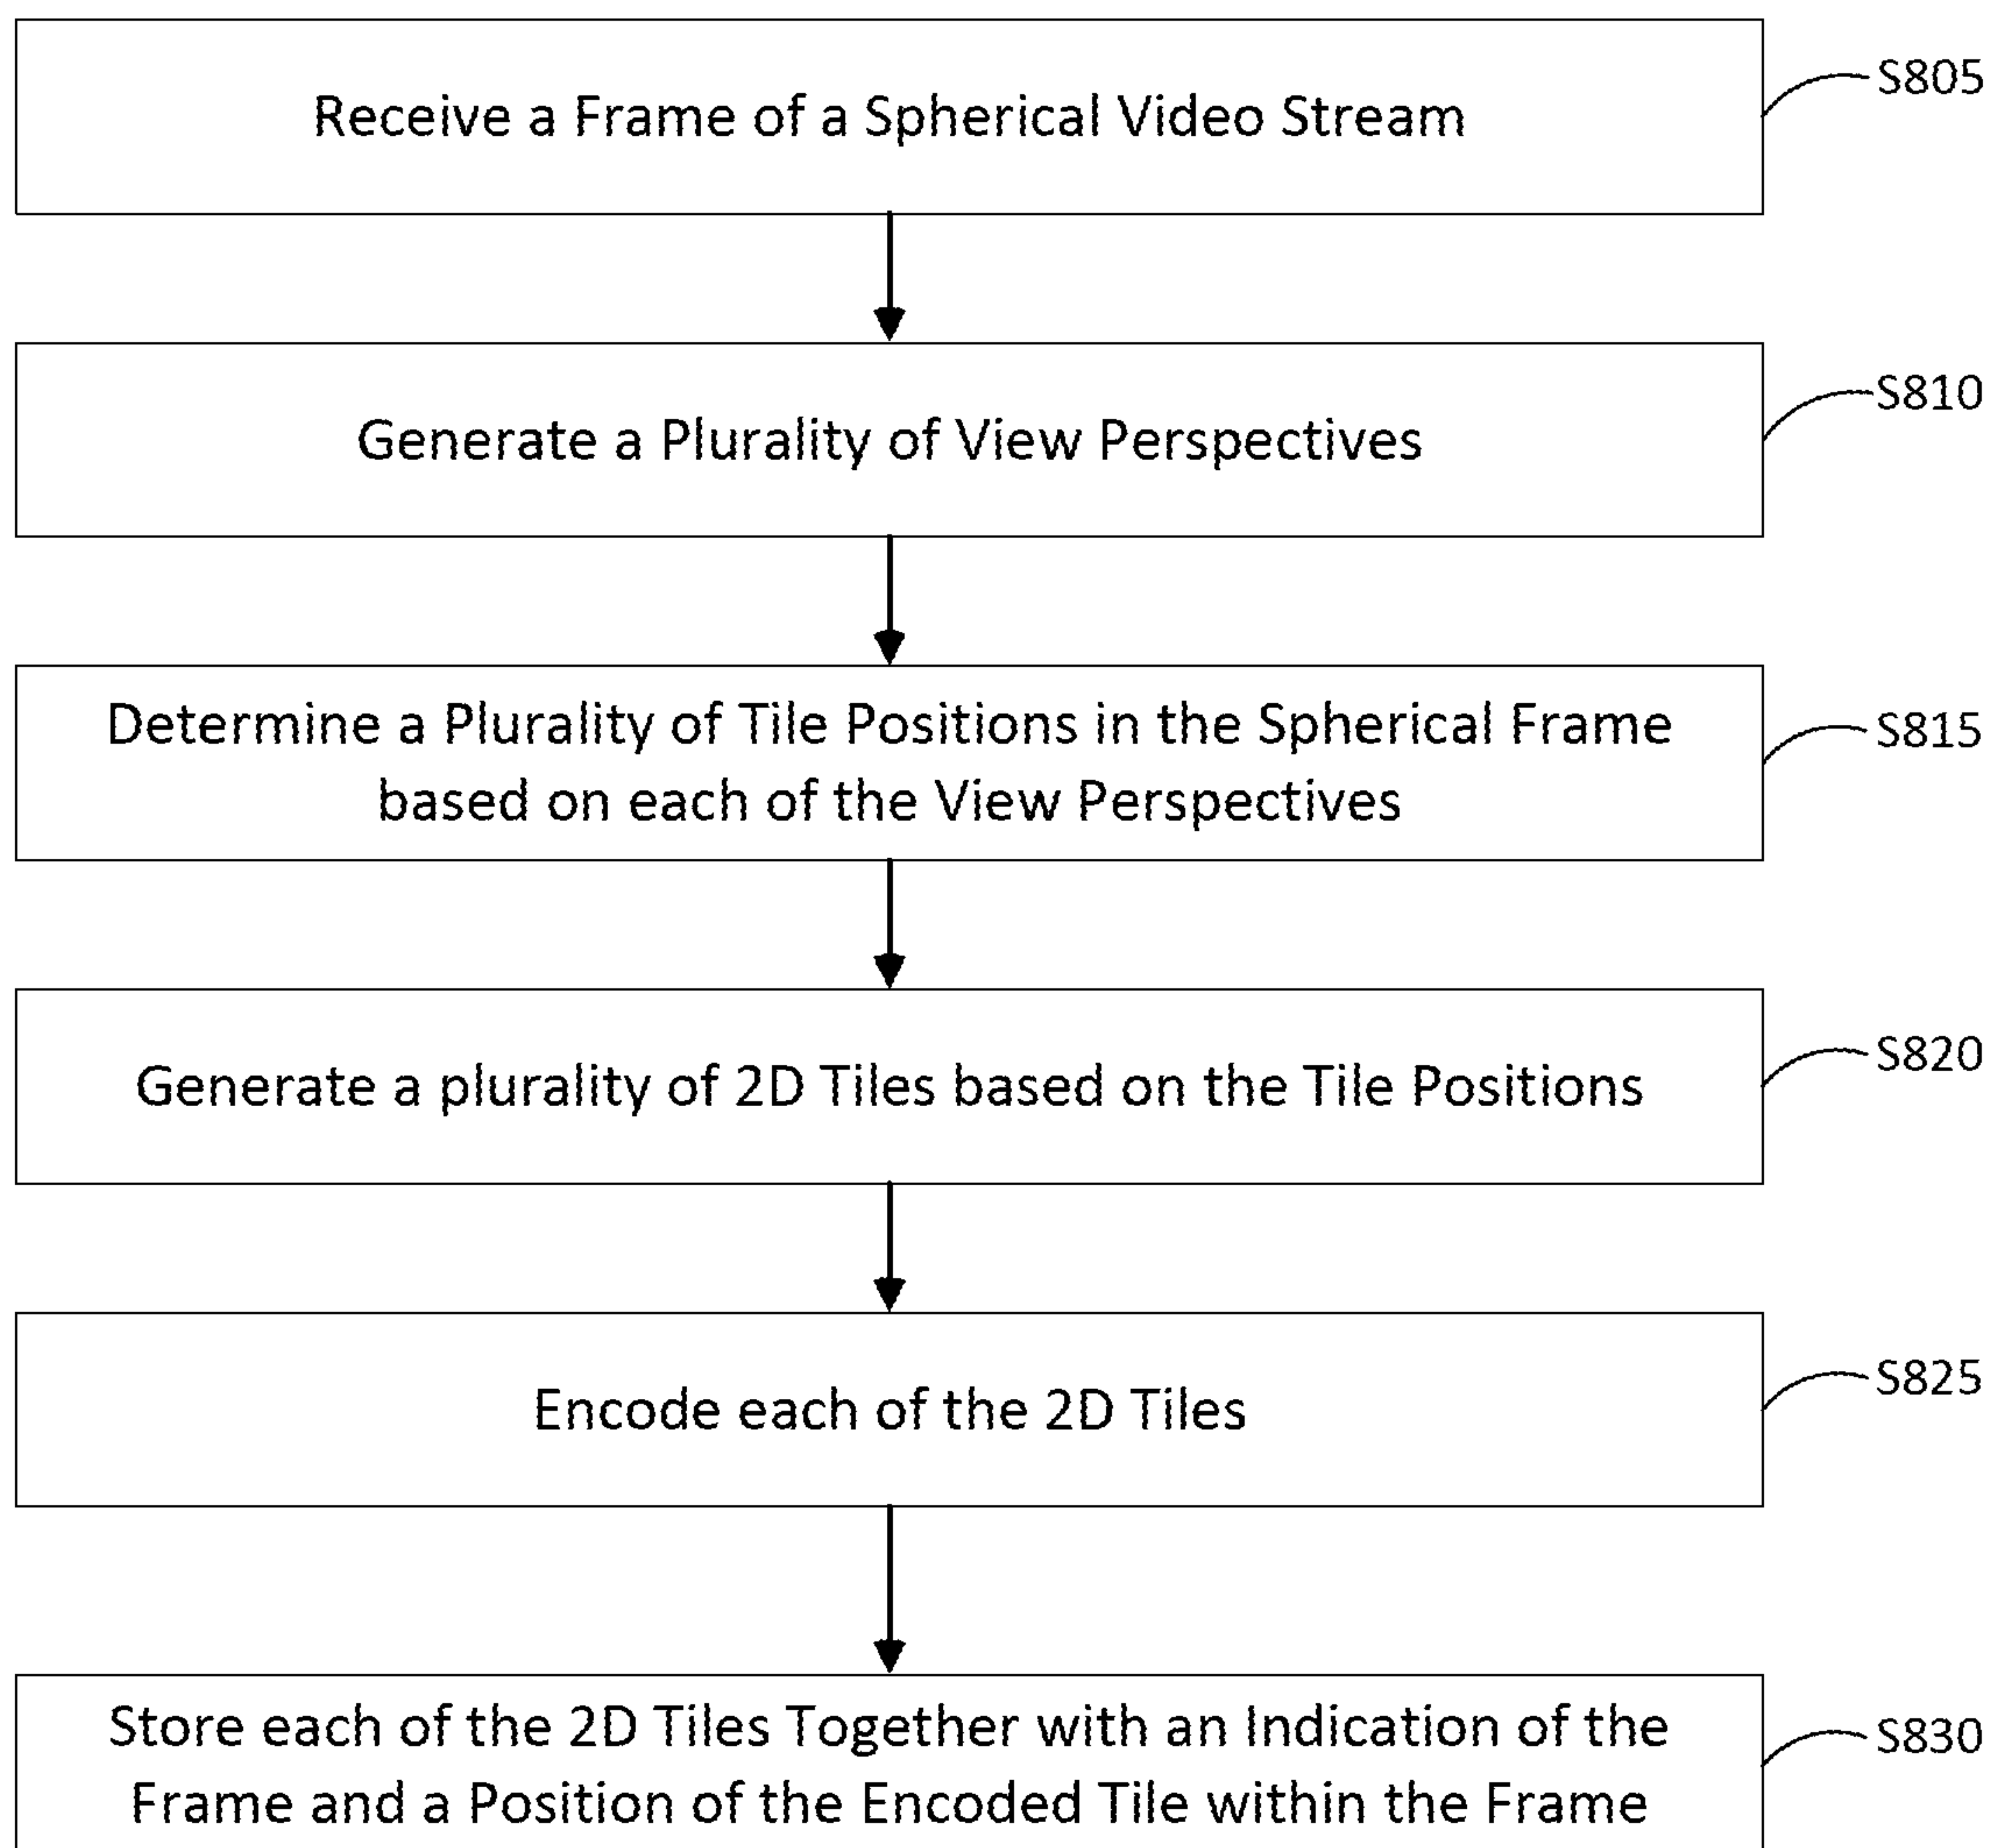 Receive a Frame of a Spherical Video Stream
S805
Generate a Plurality of View Perspectives
S810
Determine a Plurality of Tile Positions in the Spherical Frame
based on each of the View Perspectives
S815
Generate a plurality of 2D Tiles based on the Tile Positions
S820
Encode each of the 2D Tiles
S825
Store each of the 2D Tiles Together with an Indication of the
Frame and a Position of the Encoded Tile within the Frame
S830